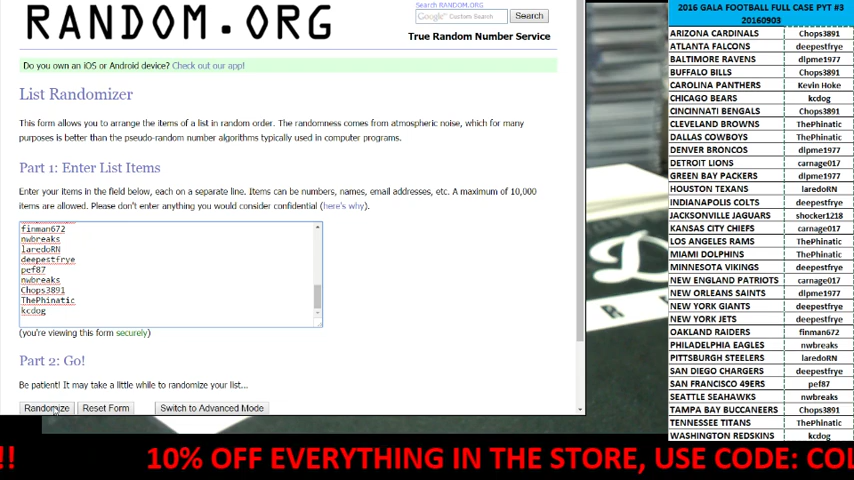 RANDOM.ORG
Search RANDOM.ORG
Google Custom Search
Search
True Random Number Service
Do you own an iOS or Android device? Check out our app!
List Randomizer
This form allows you to arrange the items of a list in random order. The randomness comes from atmospheric noise, which for many
purposes is better than the pseudo-random number algorithms typically used in computer programs.
Part 1: Enter List Items
Enter your items in the field below, each on a separate line. Items can be numbers, names, email addresses, etc. A maximum of 10,000
items are allowed. Please don't enter anything you would consider confidential (here's why).
finman672
nwbreaks
laredoRN
deepestfrye
pef87
nwbreaks
Chops3891
ThePhinatic
kcdog
(you're viewing this form securely)
Part 2: Go!
Be patient! It may take a little while to randomize your list...
Randomize
Reset Form
Switch to Advanced Mode
2016 GALA FOOTBALL FULL CASE PYT #3
20160903
ARIZONA CARDINALS Chops3891
ATLANTA FALCONS deepestfrye
BALTIMORE RAVENS dlpme1977
BUFFALO BILLS Chops3891
CAROLINA PANTHERS Kevin Hoke
CHICAGO BEARS kcdog
CINCINNATI BENGALS Chops3891
CLEVELAND BROWNS ThePhinatic
DALLAS COWBOYS ThePhinatic
DENVER BRONCOS dlpme1977
DETROIT LIONS carnage017
GREEN BAY PACKERS dlpme1977
HOUSTON TEXANS laredoRN
INDIANAPOLIS COLTS deepestfrye
JACKSONVILLE JAGUARS shocker1218
KANSAS CITY CHIEFS carnage017
LOS ANGELES RAMS ThePhinatic
MIAMI DOLPHINS ThePhinatic
MINNESOTA VIKINGS deepestfrye
NEW ENGLAND PATRIOTS carnage017
NEW ORLEANS SAINTS dlpme1977
NEW YORK GIANTS deepestfrye
NEW YORK JETS deepestfrye
OAKLAND RAIDERS finman672
PHILADELPHIA EAGLES nwbreaks
PITTSBURGH STEELERS laredoRN
SAN DIEGO CHARGERS deepestfrye
SAN FRANCISCO 49ERS pef87
SEATTLE SEAHAWKS nwbreaks
TAMPA BAY BUCCANEERS Chops3891
TENNESSEE TITANS ThePhinatic
WASHINGTON REDSKINS kcdog
!! 10% OFF EVERYTHING IN THE STORE, USE CODE: COL